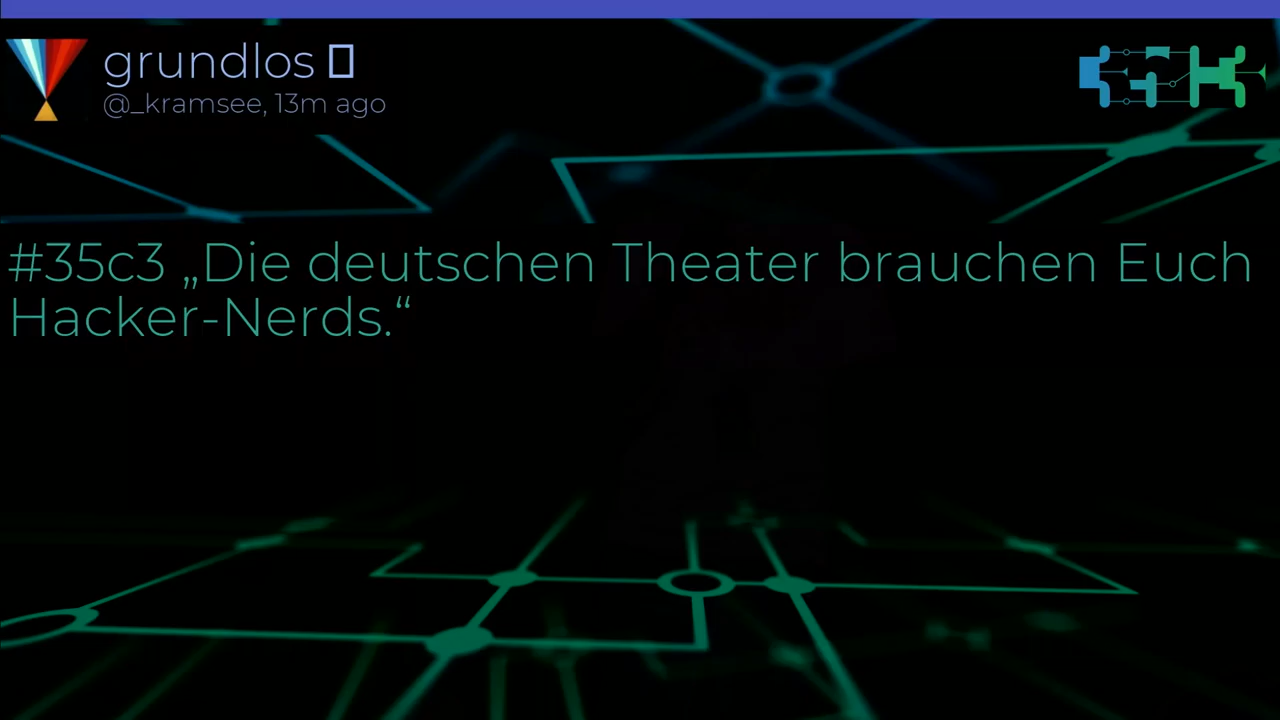 grundlos
@_kramsee, 13m ago
#35c3 „Die deutschen Theater brauchen Euch
Hacker-Nerds.“